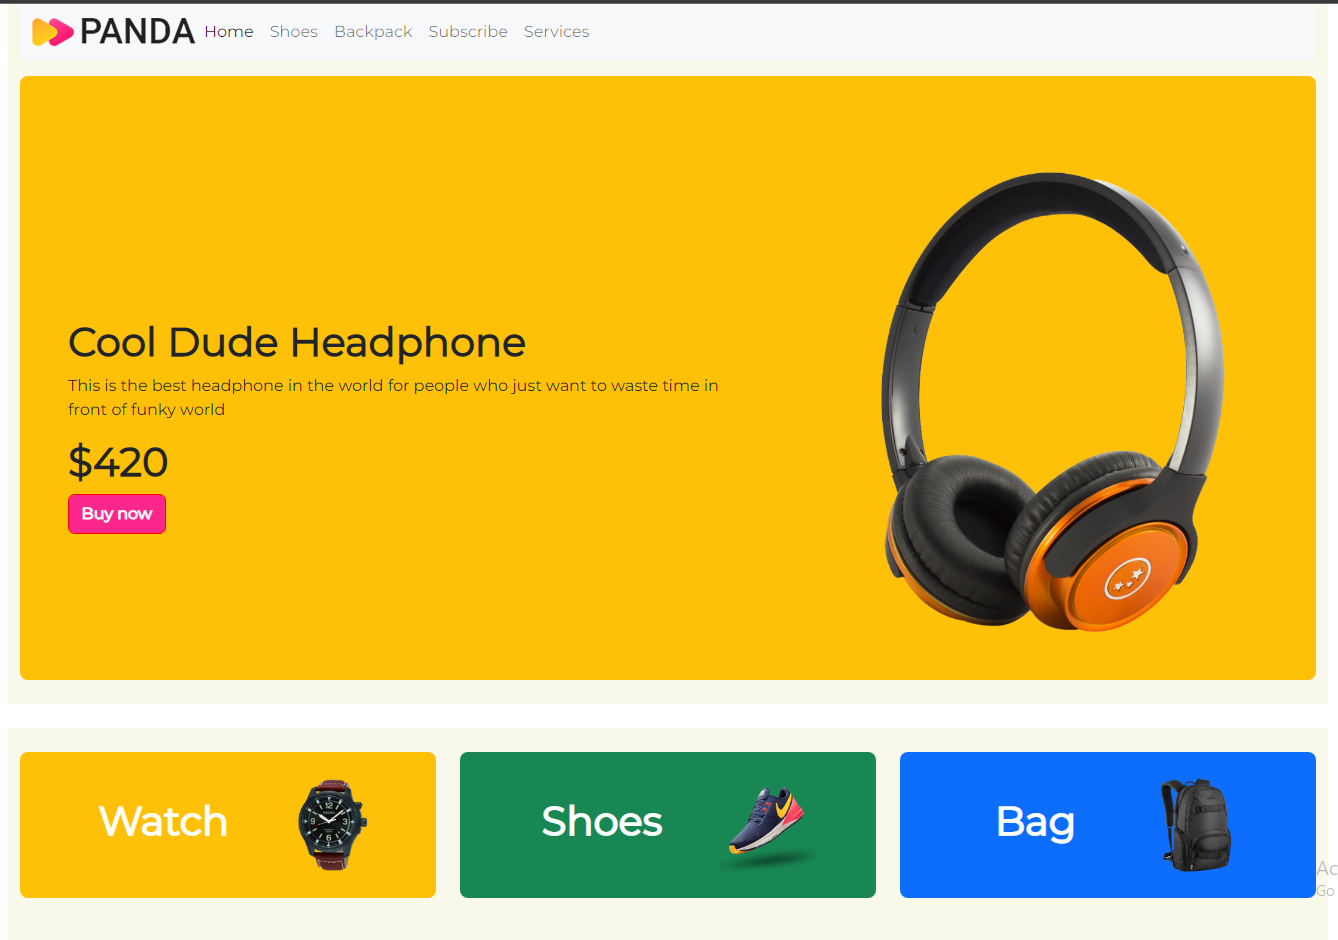 PANDA Home Shoes Backpack Subscribe Services
Cool Dude Headphone
This is the best headphone in the world for people who just want to waste time in
front of funky world
$420
Buy now
Watch Shoes Bag
Ac
Go